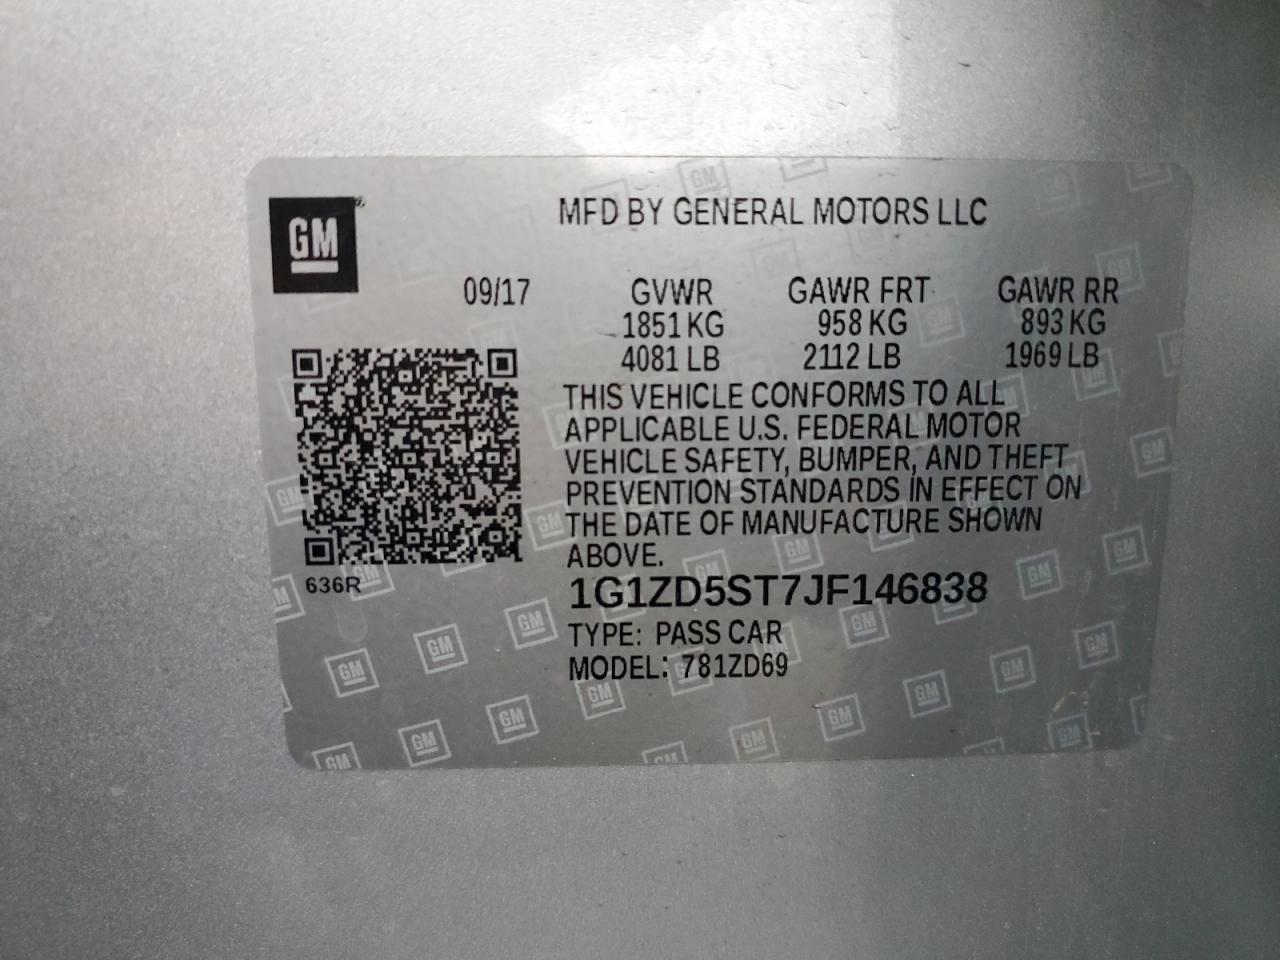 GM
MFD BY GENERAL MOTORS LLC
09/17 GVWR GAWR FRT GAWR RR
1851 KG 958 KG 893 KG
4081 LB 2112 LB 1969 LB
THIS VEHICLE CONFORMS TO ALL
APPLICABLE U.S. FEDERAL MOTOR
VEHICLE SAFETY, BUMPER, AND THEFT
PREVENTION STANDARDS IN EFFECT ON
THE DATE OF MANUFACTURE SHOWN
ABOVE.
636R
1G1ZD5ST7JF146838
TYPE: PASS CAR
MODEL: 781ZD69